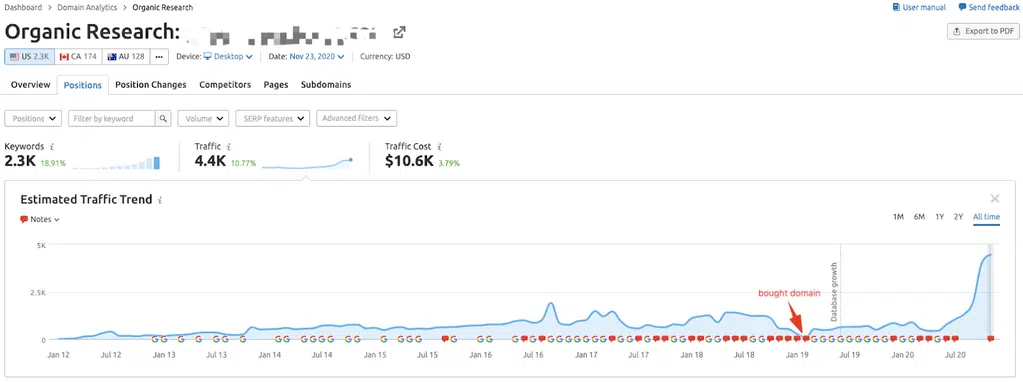 Dashboard > Domain Analytics > Organic Research
User manual Send feedback
Organic Research:
Export to PDF
US 2.3K CA 174 AU 128 ... Device: Desktop Date: Nov 23, 2020 Currency: USD
Overview Positions Position Changes Competitors Pages Subdomains
Positions Filter by keyword Volume SERP features Advanced filters
Keywords i Traffic i Traffic Cost i
2.3K 18.91% 4.4K 10.77% $10.6K 3.79%
Estimated Traffic Trend i
Notes
1M 6M 1Y 2Y All time
5K
2.5K
0
bought domain
Database growth
Jan 12 Jul 12 Jan 13 Jul 13 Jan 14 Jul 14 Jan 15 Jul 15 Jan 16 Jul 16 Jan 17 Jul 17 Jan 18 Jul 18 Jan 19 Jul 19 Jan 20 Jul 20